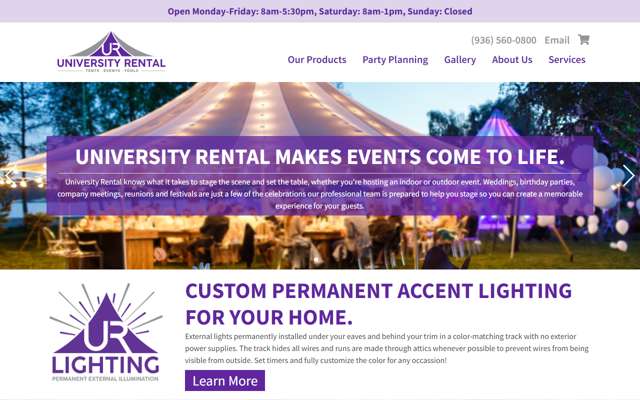 Open Monday-Friday: 8am-5:30pm, Saturday: 8am-1pm, Sunday: Closed
(936) 560-0800 Email
UR
UNIVERSITY RENTAL
TENTS · EVENTS · TOOLS
Our Products Party Planning Gallery About Us Services
UNIVERSITY RENTAL MAKES EVENTS COME TO LIFE.
University Rental knows what it takes to stage the scene and set the table, whether you're hosting an indoor or outdoor event. Weddings, birthday parties,
company meetings, reunions and festivals are just a few of the celebrations our professional team is prepared to help you stage so you can create a memorable
experience for your guests.
UR
LIGHTING
PERMANENT EXTERNAL ILLUMINATION
CUSTOM PERMANENT ACCENT LIGHTING
FOR YOUR HOME.
External lights permanently installed under your eaves and behind your trim in a color-matching track with no exterior
power supplies. The track hides all wires and runs are made through attics whenever possible to prevent wires from being
visible from outside. Set timers and fully customize the color for any occassion!
Learn More